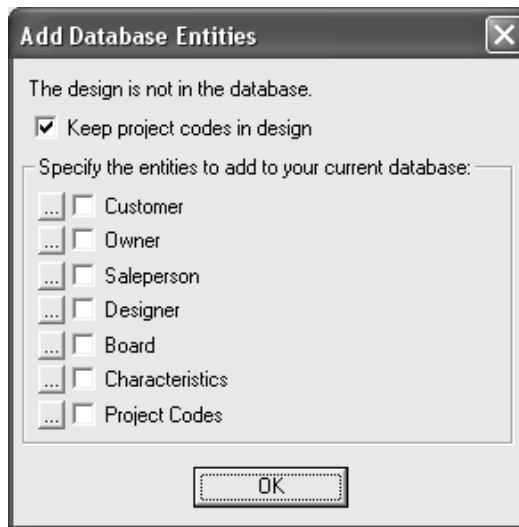 Add Database Entities
The design is not in the database.
Keep project codes in design
Specify the entities to add to your current database:
... Customer
... Owner
... Saleperson
... Designer
... Board
... Characteristics
... Project Codes
OK